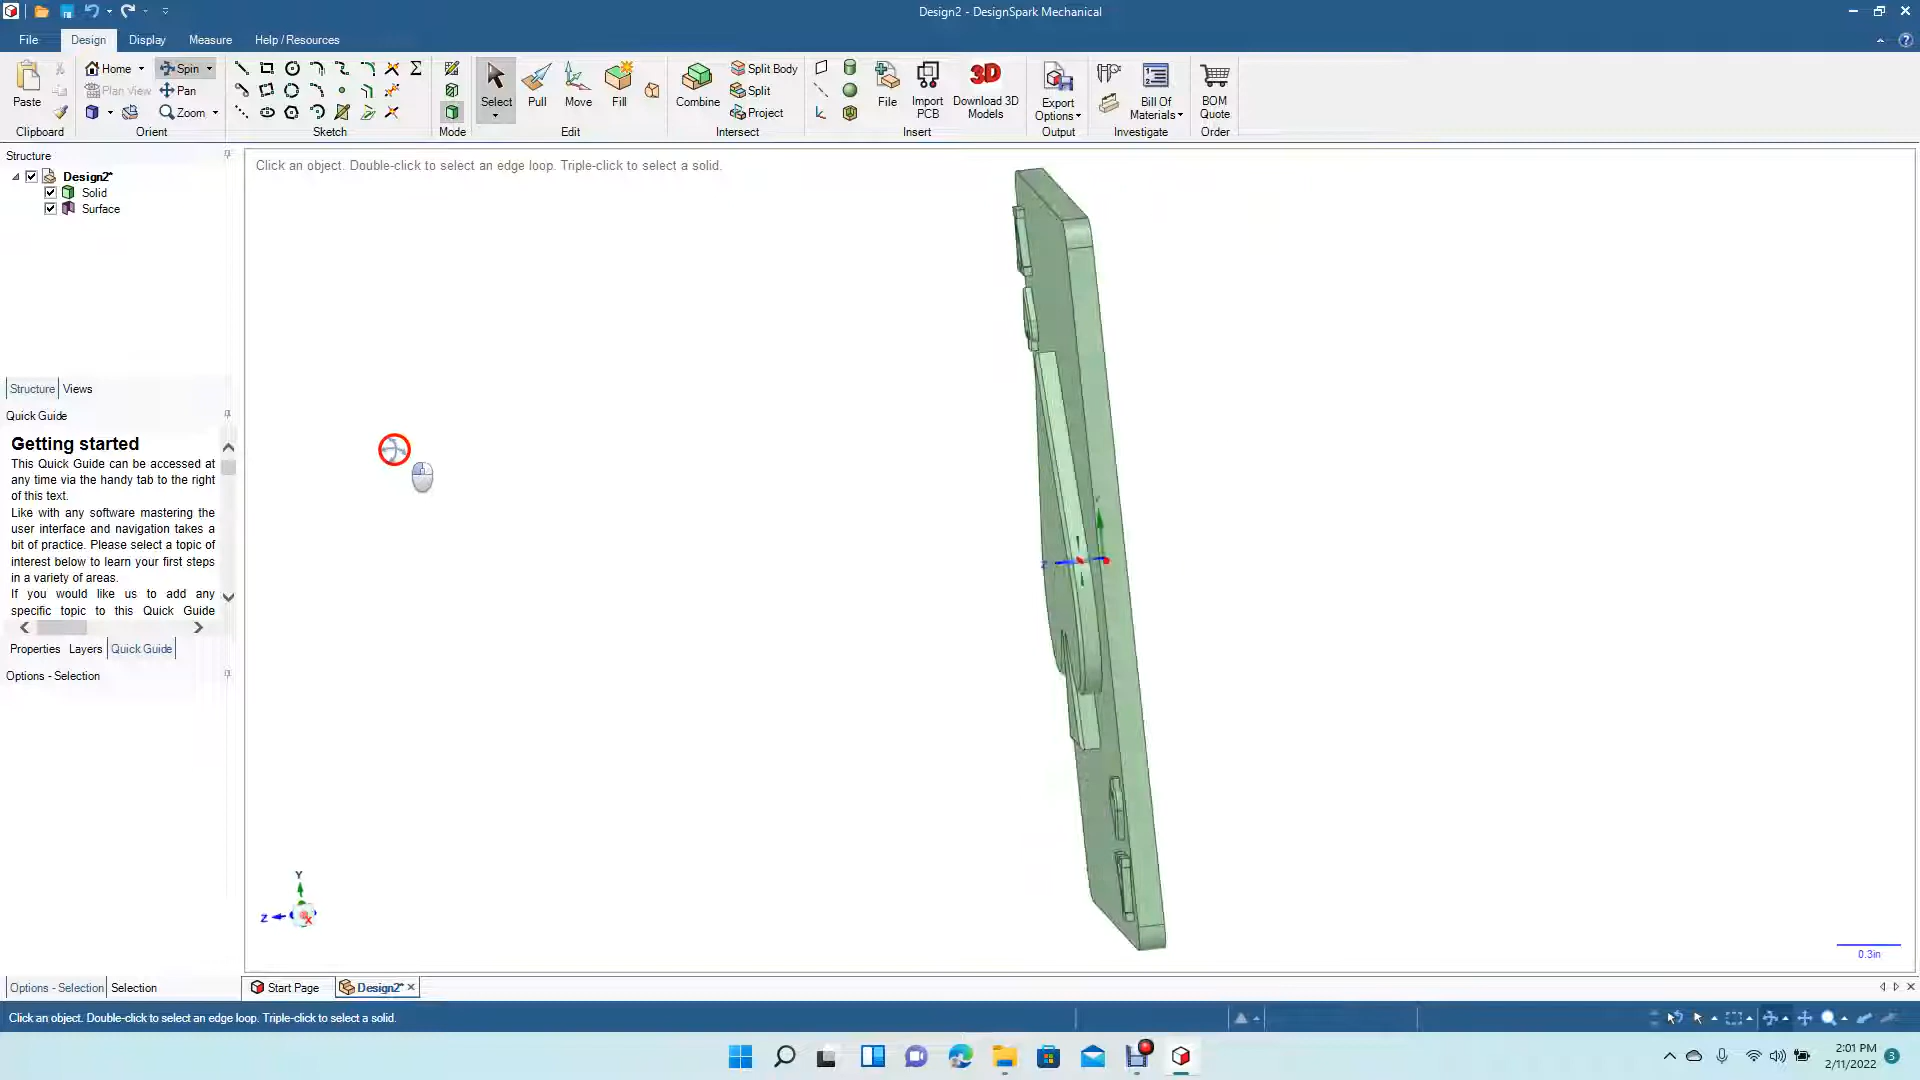 Design2 - DesignSpark Mechanical
File Design Display Measure Help / Resources
Paste
Home
Plan View
Spin
Pan
Zoom
Select
Pull
Move
Fill
Combine
Split Body
Split
Project
File
Import
PCB
Download 3D
Models
3D
Export
Options
Bill Of
Materials
BOM
Quote
Clipboard Orient Sketch Mode Edit Intersect Insert Output Investigate Order
Structure
Design2*
Solid
Surface
Structure Views
Quick Guide
Getting started
This Quick Guide can be accessed at
any time via the handy tab to the right
of this text.
Like with any software mastering the
user interface and navigation takes a
bit of practice. Please select a topic of
interest below to learn your first steps
in a variety of areas.
If you would like us to add any
specific topic to this Quick Guide
Properties Layers Quick Guide
Options - Selection
Click an object. Double-click to select an edge loop. Triple-click to select a solid.
Z
Y
Z
X
0.3in
Options - Selection Selection
Start Page Design2*
Click an object. Double-click to select an edge loop. Triple-click to select a solid.
2:01 PM
2/11/2022
3